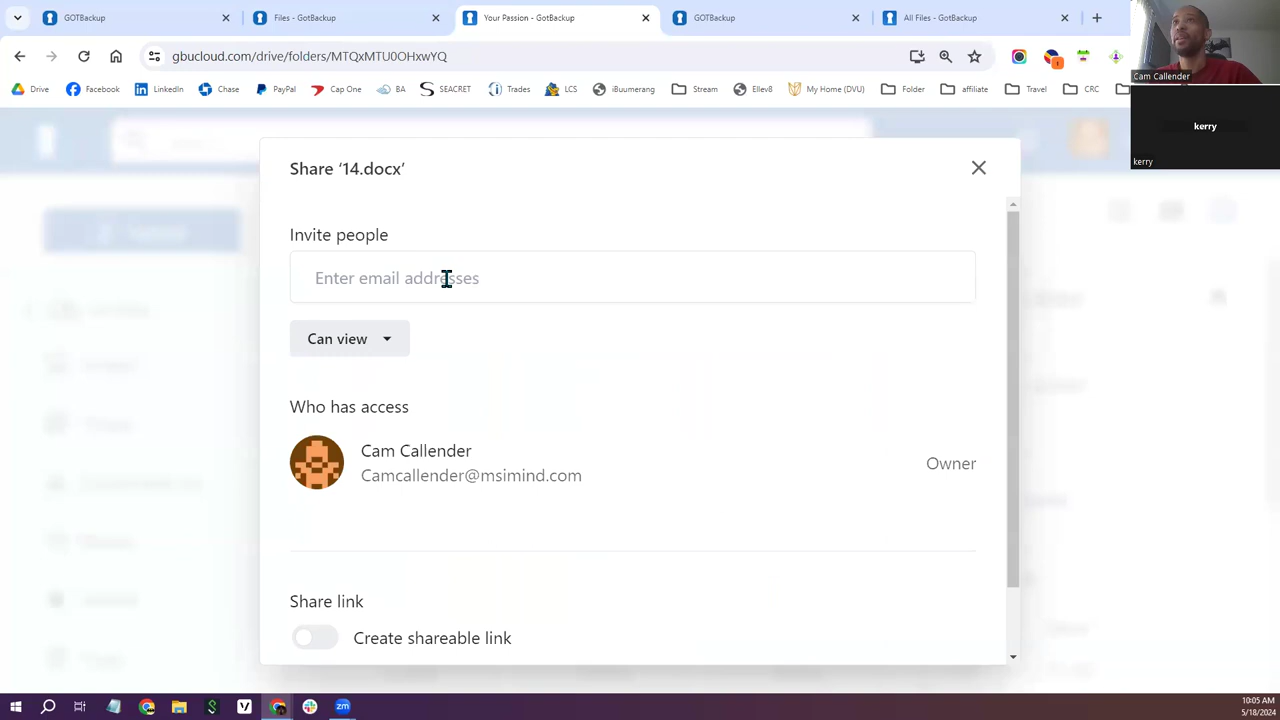 GOTBackup
Files - GotBackup
Your Passion - GotBackup
GOTBackup
All Files - GotBackup
gbucloud.com/drive/folders/MTQxMTU0OHxwYQ
Drive
Facebook
LinkedIn
Chase
PayPal
Cap One
BA
SEACRET
Trades
LCS
iBuumerang
Stream
Ellev8
My Home (DVU)
Folder
affiliate
Travel
CRC
Cam Callender
kerry
kerry
Share '14.docx'
Invite people
Enter email addresses
Can view
Who has access
Cam Callender
Camcallender@msimind.com
Owner
Share link
Create shareable link
10:05 AM
5/18/2024